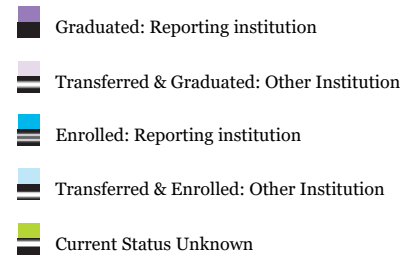 Graduated: Reporting institution
Transferred & Graduated: Other Institution
Enrolled: Reporting institution
Transferred & Enrolled: Other Institution
Current Status Unknown